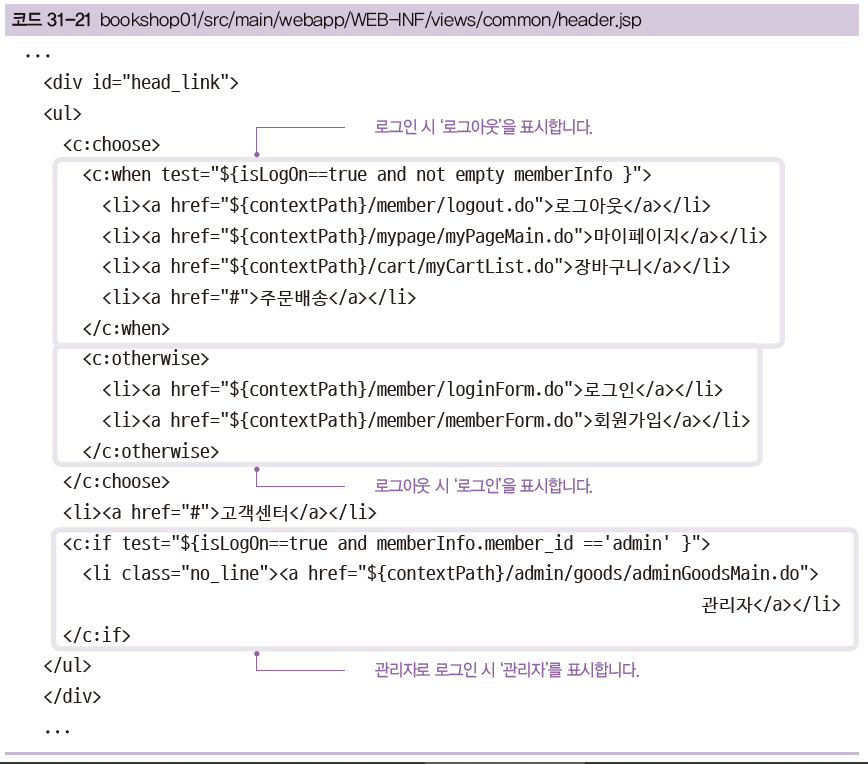 코드 31-21 bookshop01/src/main/webapp/WEB-INF/views/common/header.jsp
...
<div id="head_link">
<ul>
로그인 시 '로그아웃'을 표시합니다.
<c:choose>
<c:when test="${isLogOn==true and not empty memberInfo }">
<li><a href="${contextPath}/member/logout.do">로그아웃</a></li>
<li><a href="${contextPath}/mypage/myPageMain.do">마이페이지</a></li>
<li><a href="${contextPath}/cart/myCartList.do">장바구니</a></li>
<li><a href="#">주문배송</a></li>
</c:when>
<c:otherwise>
<li><a href="${contextPath}/member/loginForm.do">로그인</a></li>
<li><a href="${contextPath}/member/memberForm.do">회원가입</a></li>
</c:otherwise>
</c:choose>
로그아웃 시 '로그인'을 표시합니다.
<li><a href="#">고객센터</a></li>
<c:if test="${isLogOn==true and memberInfo.member_id =='admin' }">
<li class="no_line"><a href="${contextPath}/admin/goods/adminGoodsMain.do">
관리자</a></li>
</c:if>
</ul>
관리자로 로그인 시 '관리자'를 표시합니다.
</div>
...